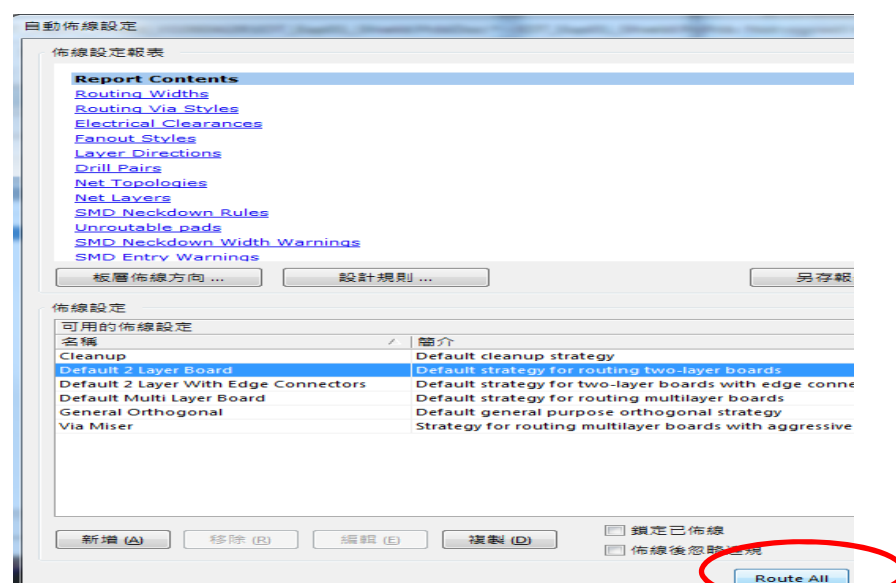 自動佈線設定
佈線設定報表
Report Contents
Routing Widths
Routing Via Styles
Electrical Clearances
Fanout Styles
Layer Directions
Drill Pairs
Net Topologies
Net Layers
SMD Neckdown Rules
Unroutable pads
SMD Neckdown Width Warnings
SMD Entry Warnings
板層佈線方向 ... 設計規則 ... 另存報
佈線設定
可用的佈線設定
名稱 簡介
Cleanup Default cleanup strategy
Default 2 Layer Board Default strategy for routing two-layer boards
Default 2 Layer With Edge Connectors Default strategy for two-layer boards with edge conne
Default Multi Layer Board Default strategy for routing multilayer boards
General Orthogonal Default general purpose orthogonal strategy
Via Miser Strategy for routing multilayer boards with aggressive
鎖定已佈線
新增 (A) 移除 (R) 編輯 (E) 複製 (D)
佈線後忽略違規
Route All